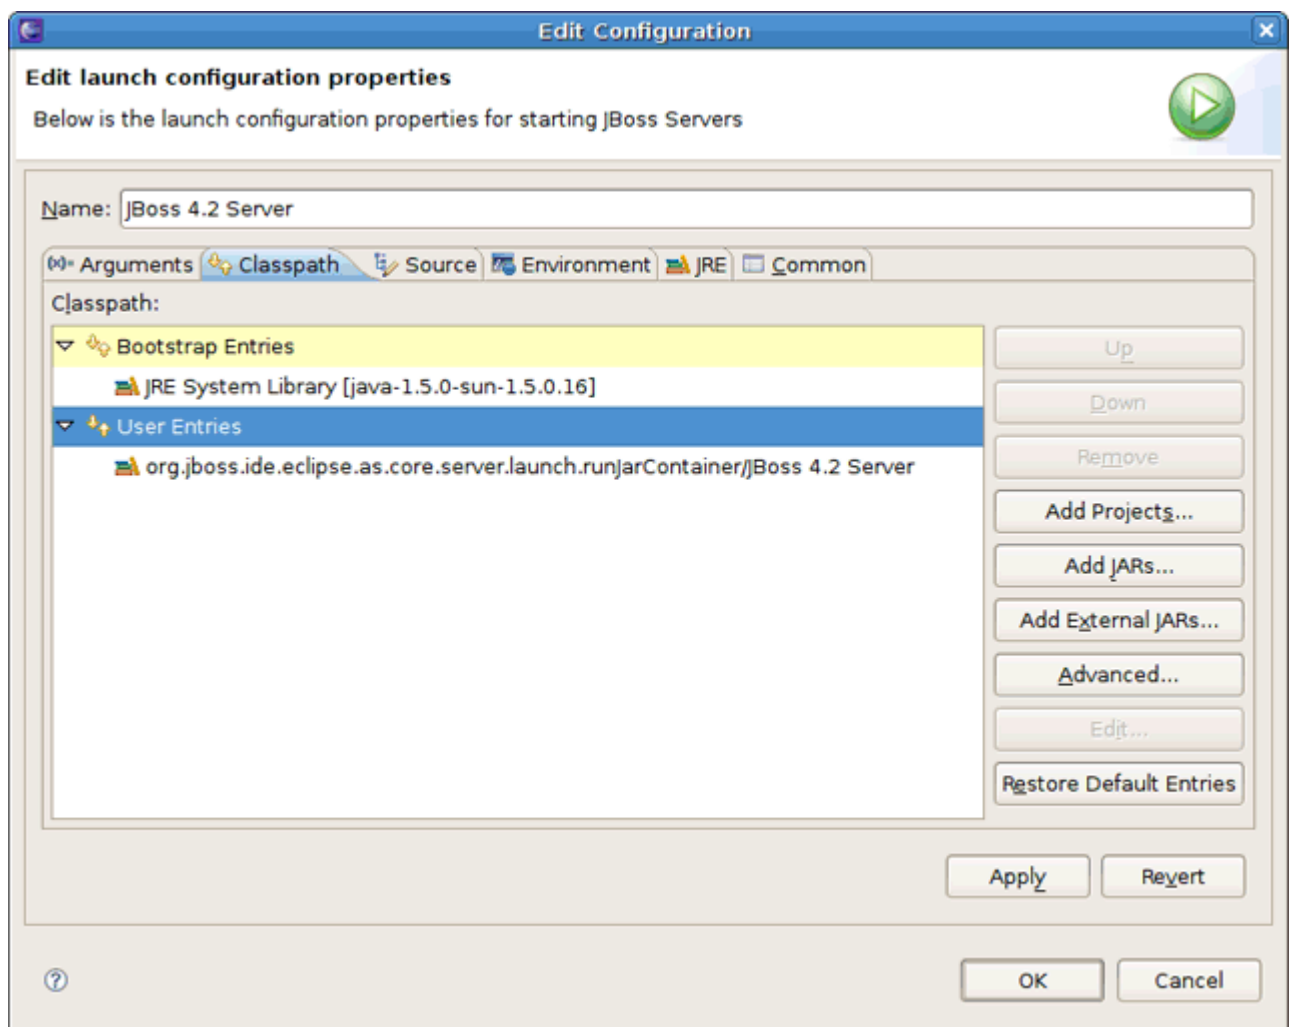 Edit Configuration
Edit launch configuration properties
Below is the launch configuration properties for starting JBoss Servers
Name: JBoss 4.2 Server
(x)= Arguments Classpath Source Environment JRE Common
Classpath:
Bootstrap Entries
JRE System Library [java-1.5.0-sun-1.5.0.16]
User Entries
org.jboss.ide.eclipse.as.core.server.launch.runJarContainer/JBoss 4.2 Server
Up
Down
Remove
Add Projects...
Add JARs...
Add External JARs...
Advanced...
Edit...
Restore Default Entries
Apply Revert
? OK Cancel